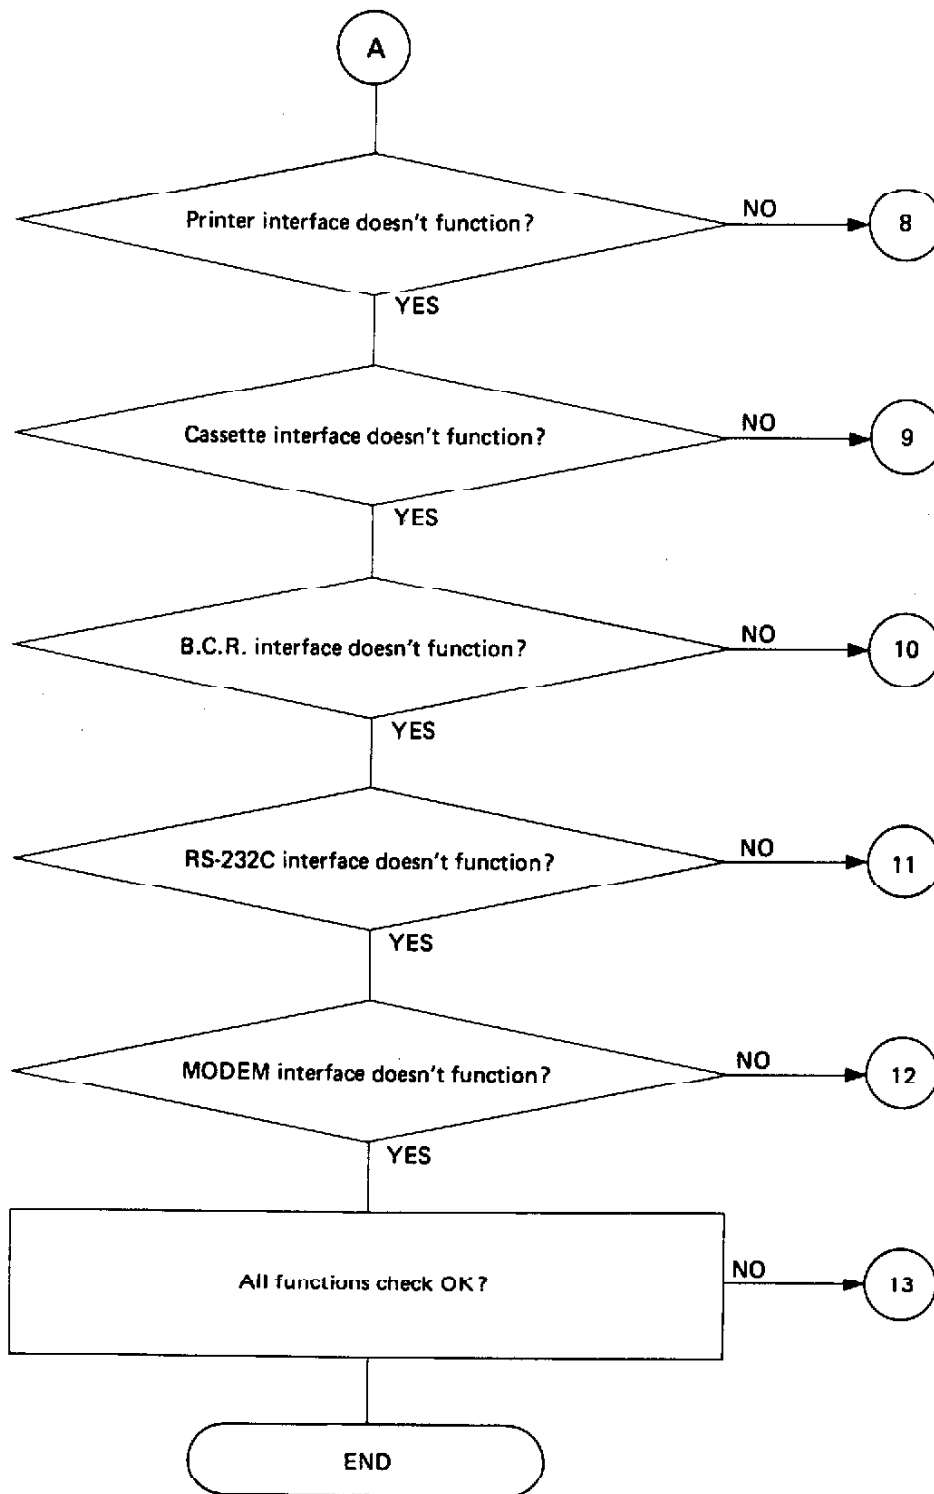 A
Printer interface doesn't function?
NO
8
YES
Cassette interface doesn't function?
NO
9
YES
B.C.R. interface doesn't function?
NO
10
YES
RS-232C interface doesn't function?
NO
11
YES
MODEM interface doesn't function?
NO
12
YES
All functions check OK?
NO
13
END